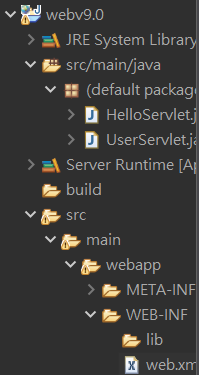 webv9.0
JRE System Library
src/main/java
(default package
HelloServlet.j
UserServlet.ja
Server Runtime [Ap
build
src
main
webapp
META-INF
WEB-INF
lib
web.xm